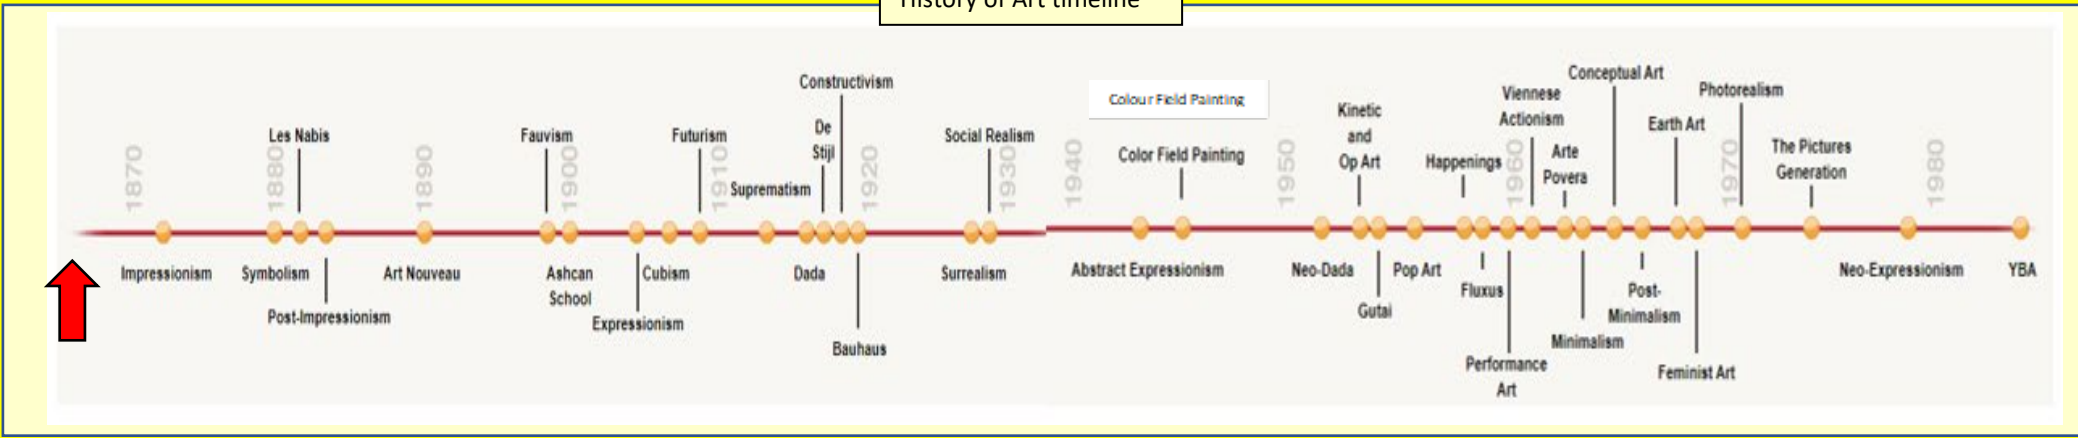 History of Art timeline
Constructivism
Colour Field Painting
Conceptual Art
Photorealism
Viennese
Actionism
Kinetic
and
Op Art
De
Stijl
Les Nabis
Fauvism
Futurism
Social Realism
Color Field Painting
Happenings
Arte
Povera
Earth Art
The Pictures
Generation
Suprematism
1870
1880
1890
1900
1910
1920
1930
1940
1950
1960
1970
1980
Impressionism
Symbolism
Art Nouveau
Ashcan
School
Cubism
Dada
Surrealism
Abstract Expressionism
Neo-Dada
Pop Art
Fluxus
Post-
Minimalism
Neo-Expressionism
YBA
Post-Impressionism
Expressionism
Bauhaus
Gutai
Minimalism
Performance
Art
Feminist Art